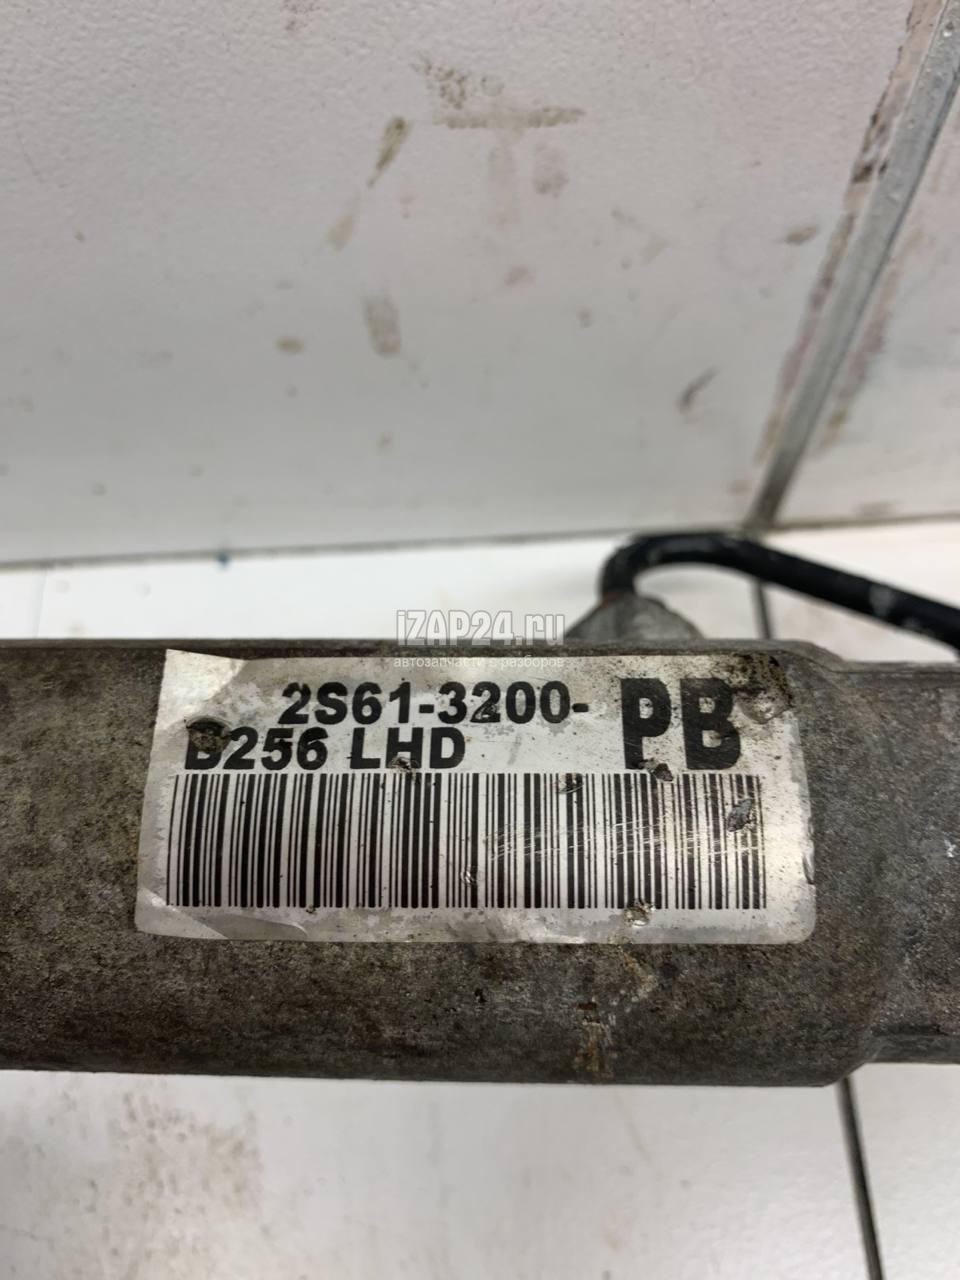 iZAP24.ru
автозапчасти с разборов
2S61-3200-PB
B256 LHD